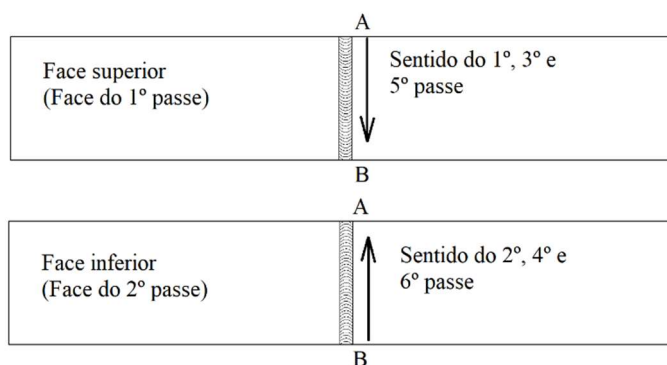 A
Face superior
(Face do 1º passe)
Sentido do 1º, 3º e
5º passe
B
A
Face inferior
(Face do 2º passe)
Sentido do 2º, 4º e
6º passe
B